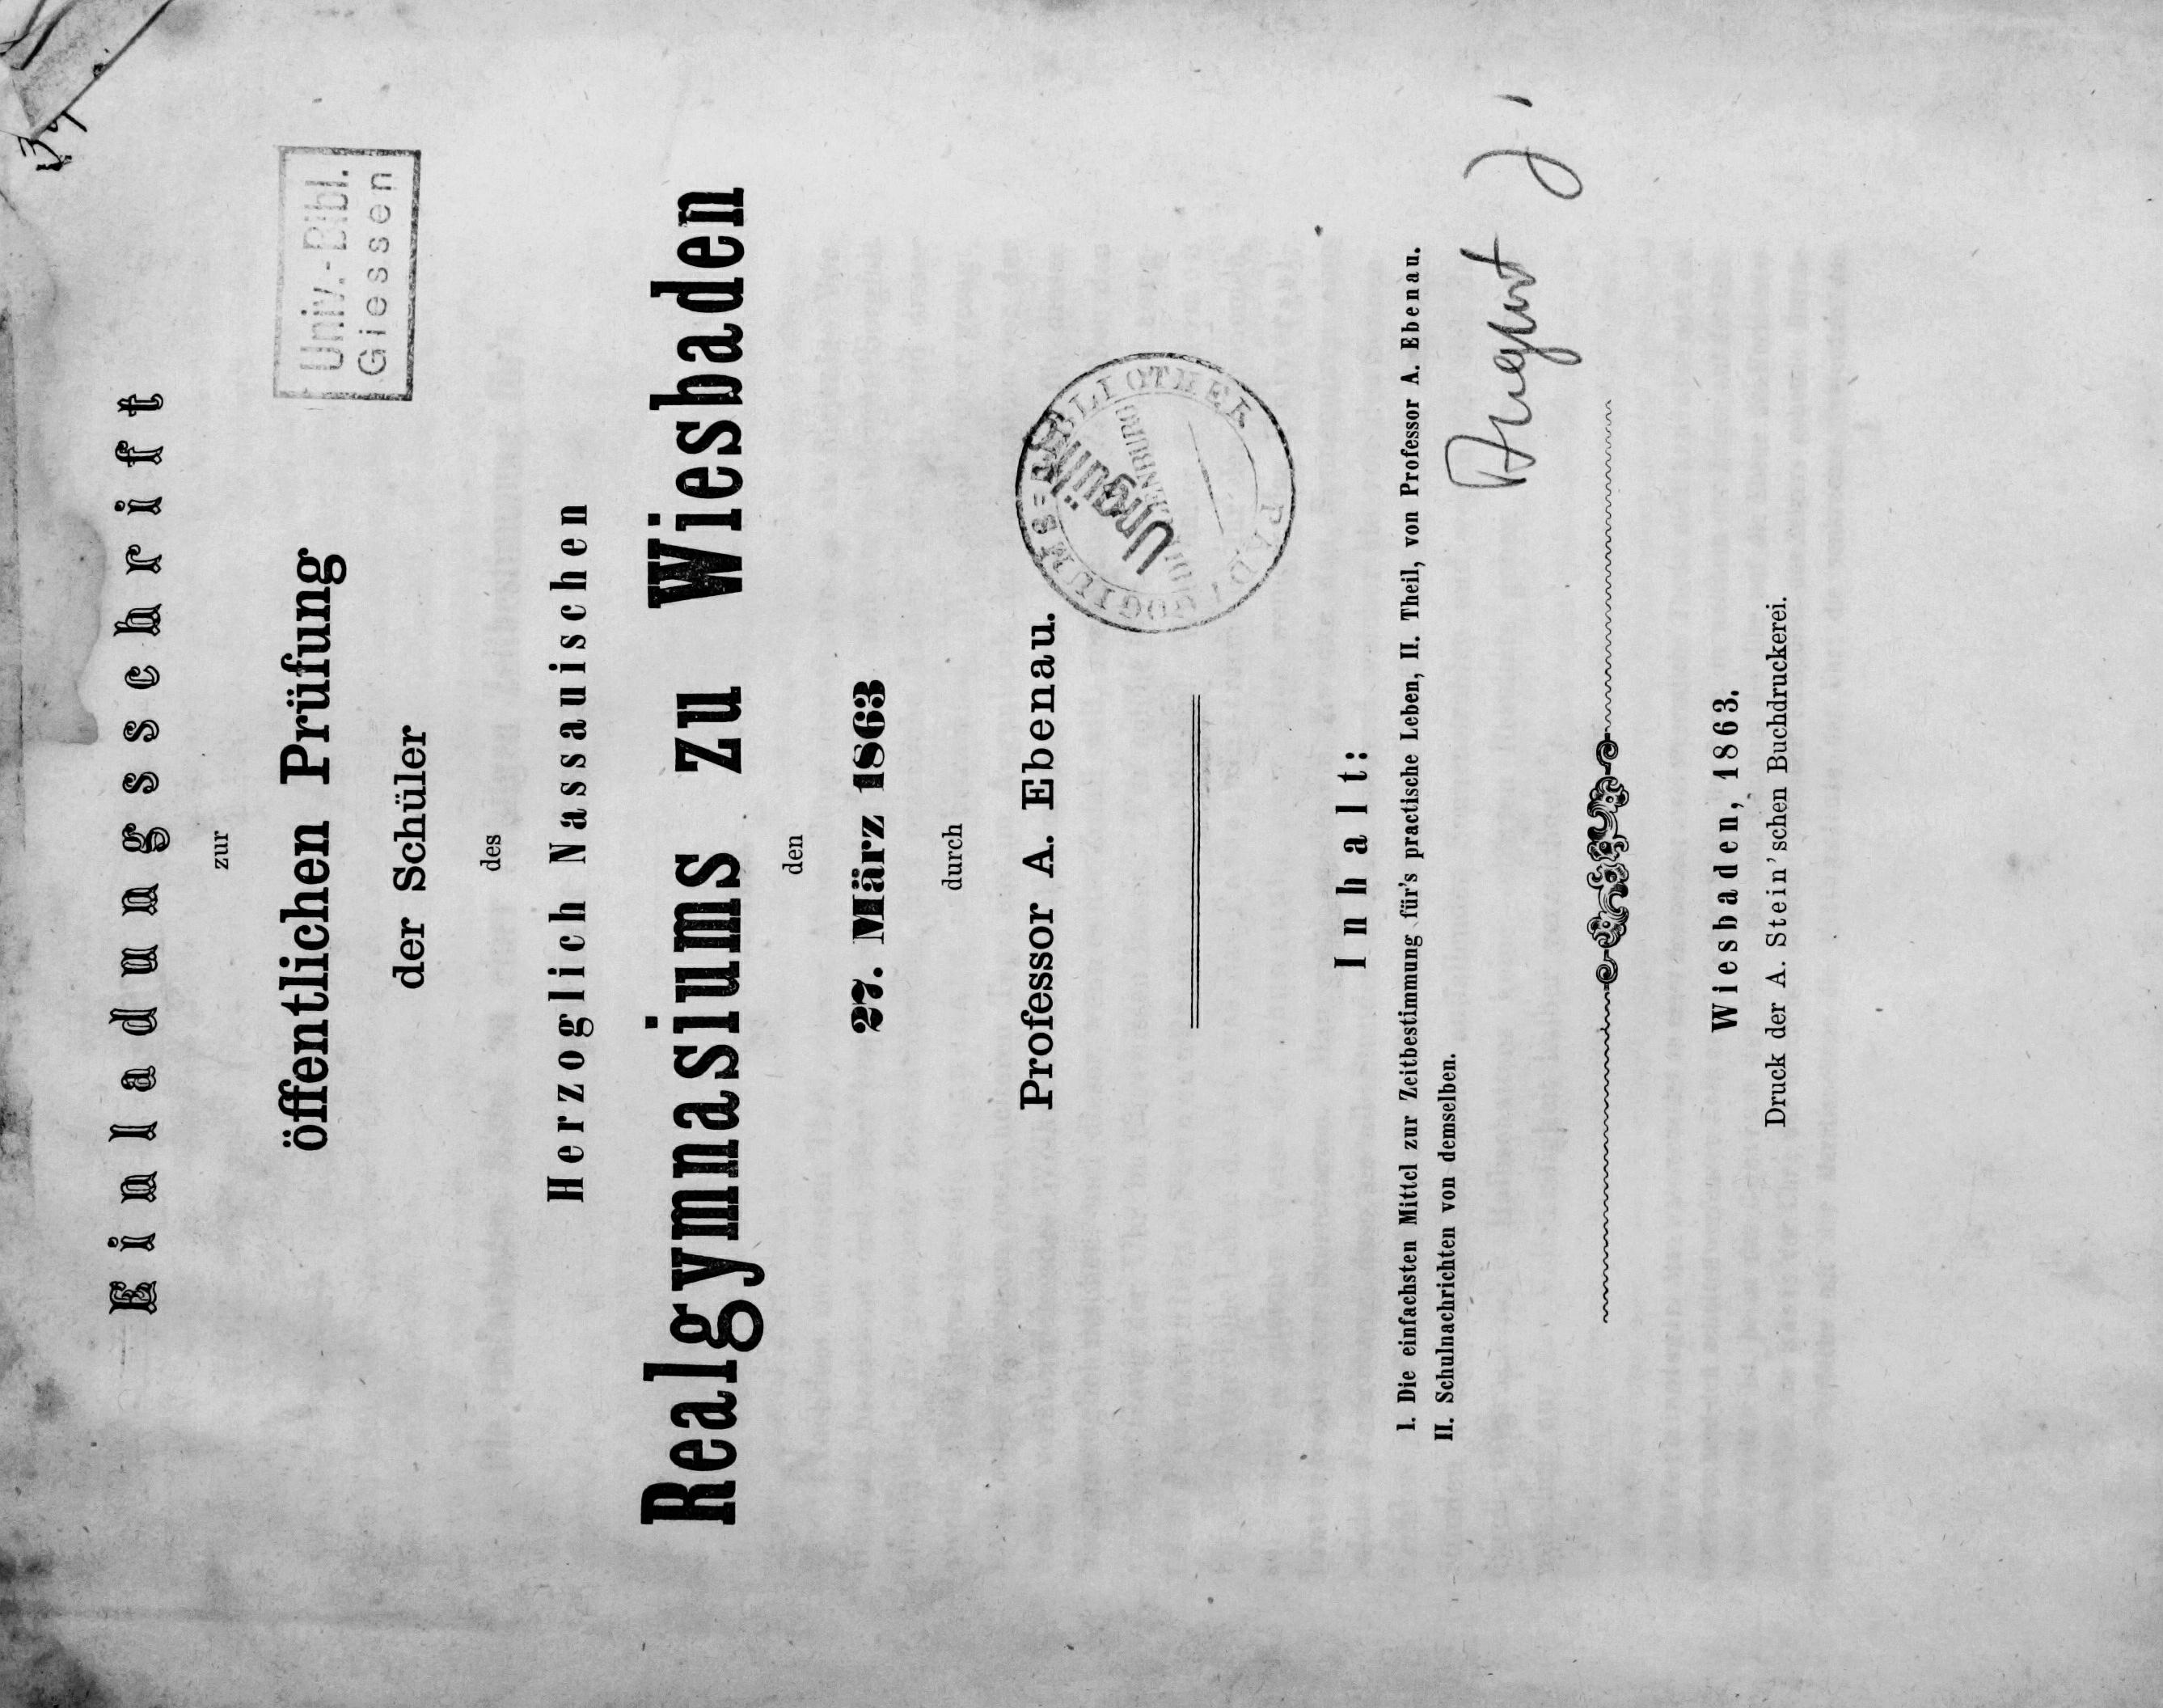 Einladungsschrift
zur
öffentlichen Prüfung
der Schüler
Univ.-Bibl.
Giessen
des
Herzoglich Nassauischen
Realgymnasiums zu Wiesbaden
den
27. März 1863
durch
Professor A. Ebenau.
Ungültig
Inhalt:
I. Die einfachsten Mittel zur Zeitbestimmung für's practische Leben, II. Theil, von Professor A. Ebenau.
II. Schulnachrichten von demselben.
Wiesbaden, 1863.
Druck der A. Stein'schen Buchdruckerei.